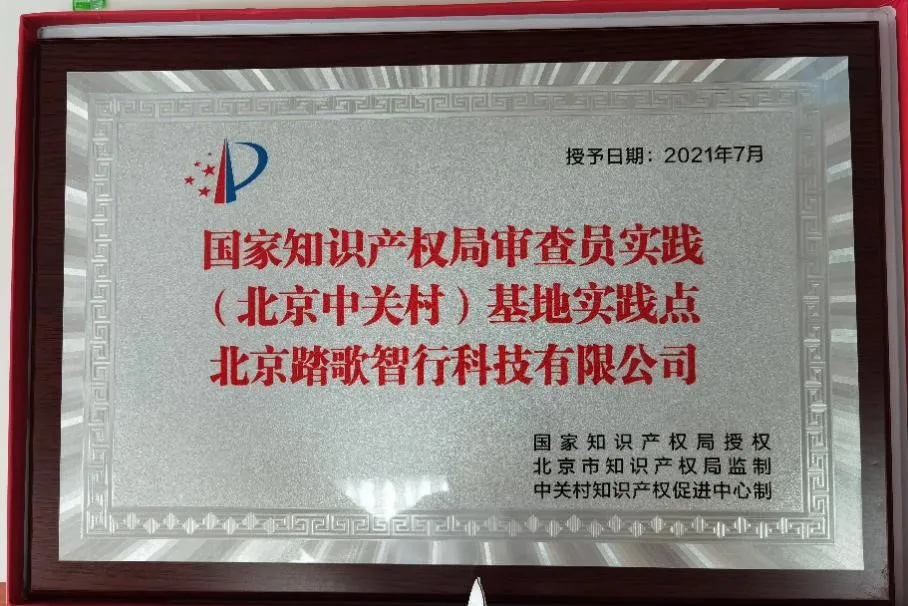 授予日期：2021年7月
国家知识产权局审查员实践
（北京中关村）基地实践点
北京踏歌智行科技有限公司
国家知识产权局授权
北京市知识产权局监制
中关村知识产权促进中心制